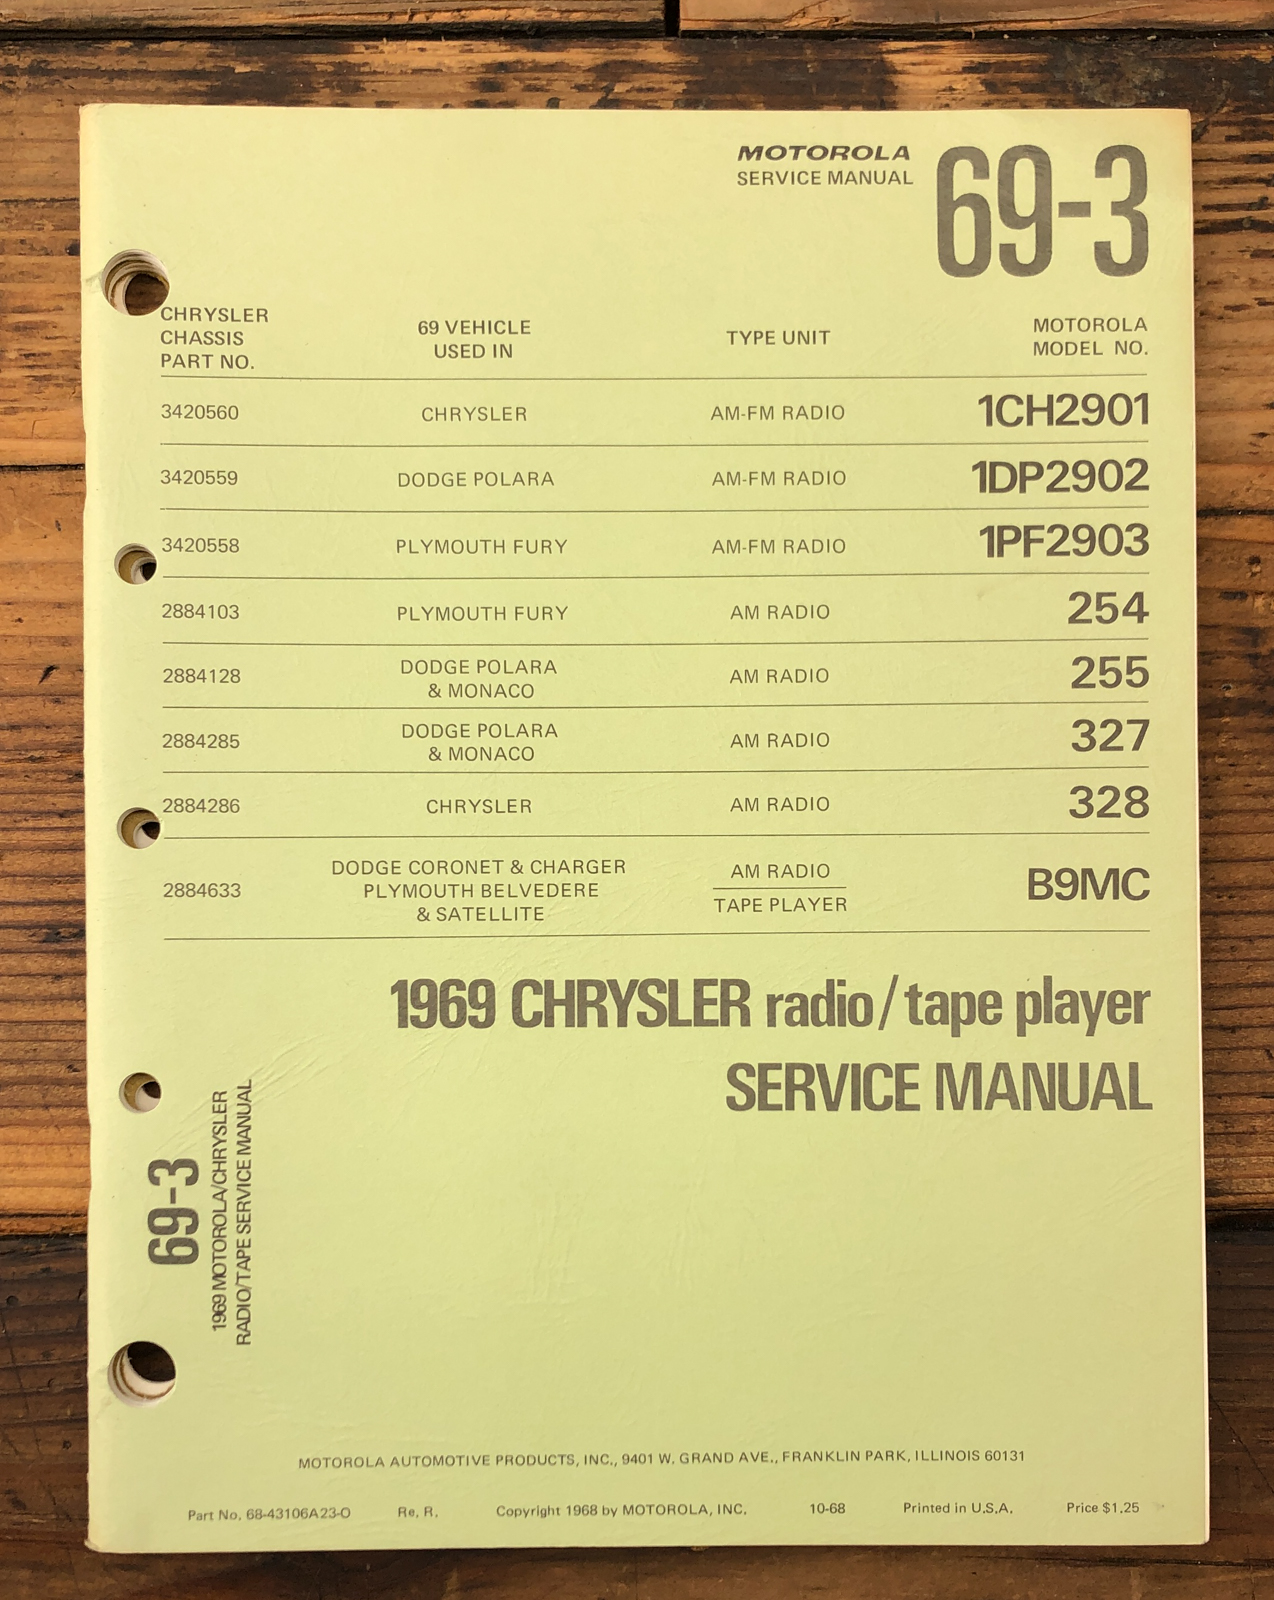 MOTOROLA
SERVICE MANUAL
69-3
CHRYSLER
CHASSIS
PART NO.
69 VEHICLE
USED IN
TYPE UNIT
MOTOROLA
MODEL NO.
3420560 CHRYSLER AM-FM RADIO 1CH2901
3420559 DODGE POLARA AM-FM RADIO 1DP2902
3420558 PLYMOUTH FURY AM-FM RADIO 1PF2903
2884103 PLYMOUTH FURY AM RADIO 254
2884128 DODGE POLARA
& MONACO AM RADIO 255
2884285 DODGE POLARA
& MONACO AM RADIO 327
2884286 CHRYSLER AM RADIO 328
2884633 DODGE CORONET & CHARGER
PLYMOUTH BELVEDERE
& SATELLITE
AM RADIO
TAPE PLAYER
B9MC
1969 CHRYSLER radio/tape player
SERVICE MANUAL
69-3
1969 MOTOROLA/CHRYSLER
RADIO/TAPE SERVICE MANUAL
MOTOROLA AUTOMOTIVE PRODUCTS, INC., 9401 W. GRAND AVE., FRANKLIN PARK, ILLINOIS 60131
Part No. 68-43106A23-O Re. R. Copyright 1968 by MOTOROLA, INC. 10-68 Printed in U.S.A. Price $1.25